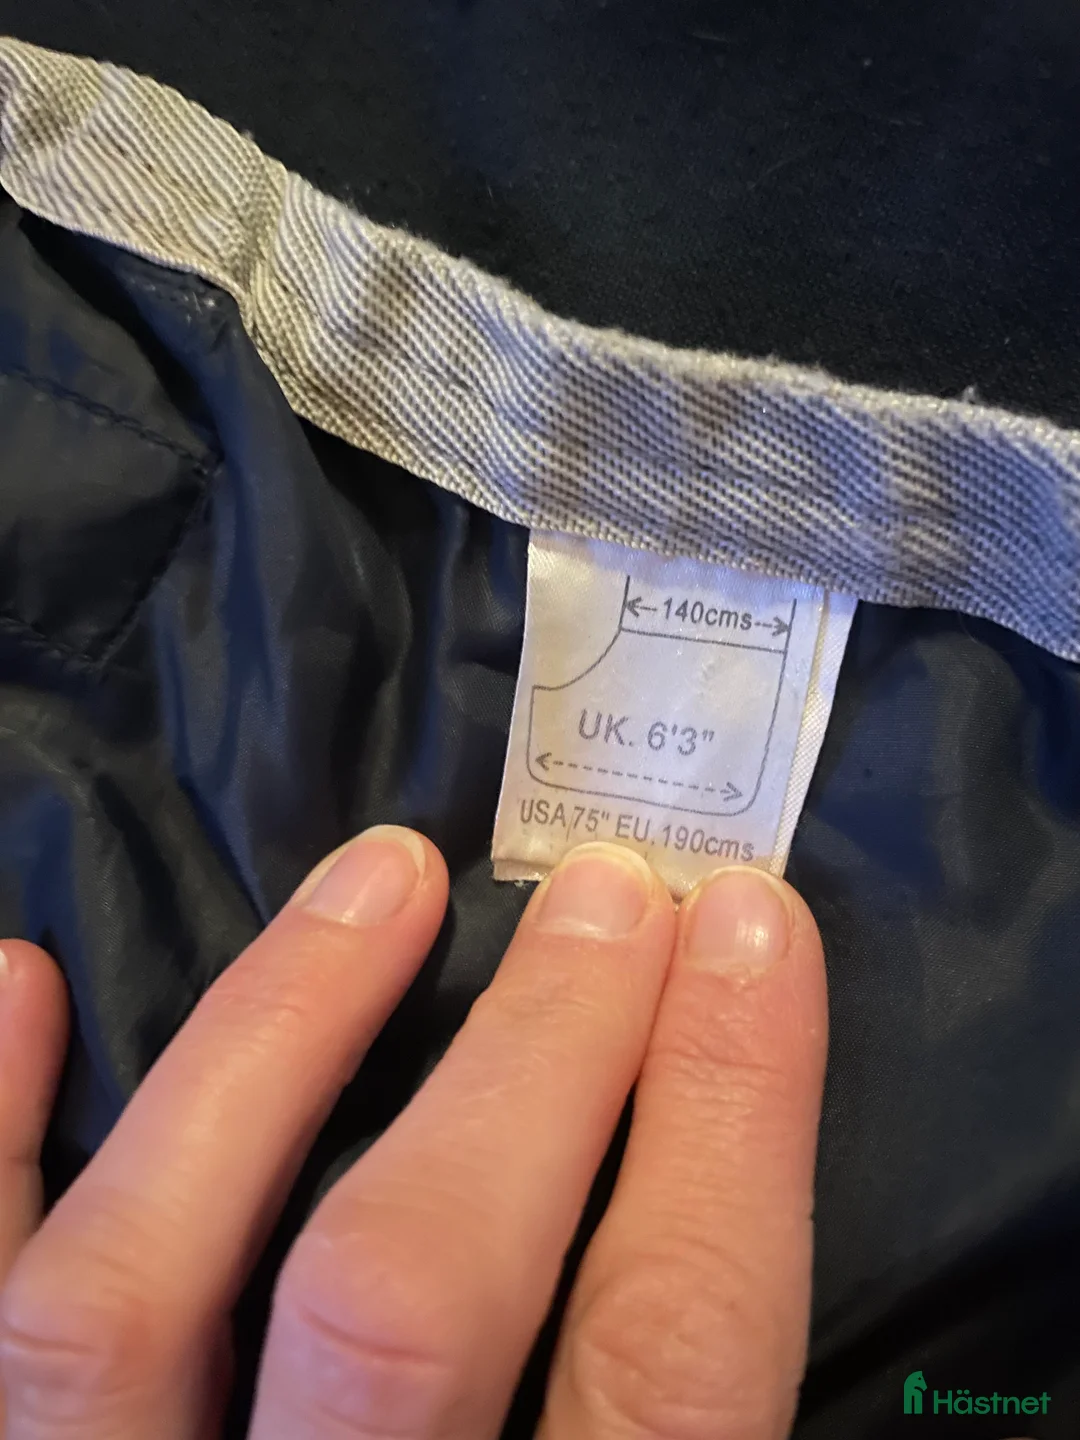 140cms
UK. 6'3"
USA 75" EU. 190cms
Hästnet